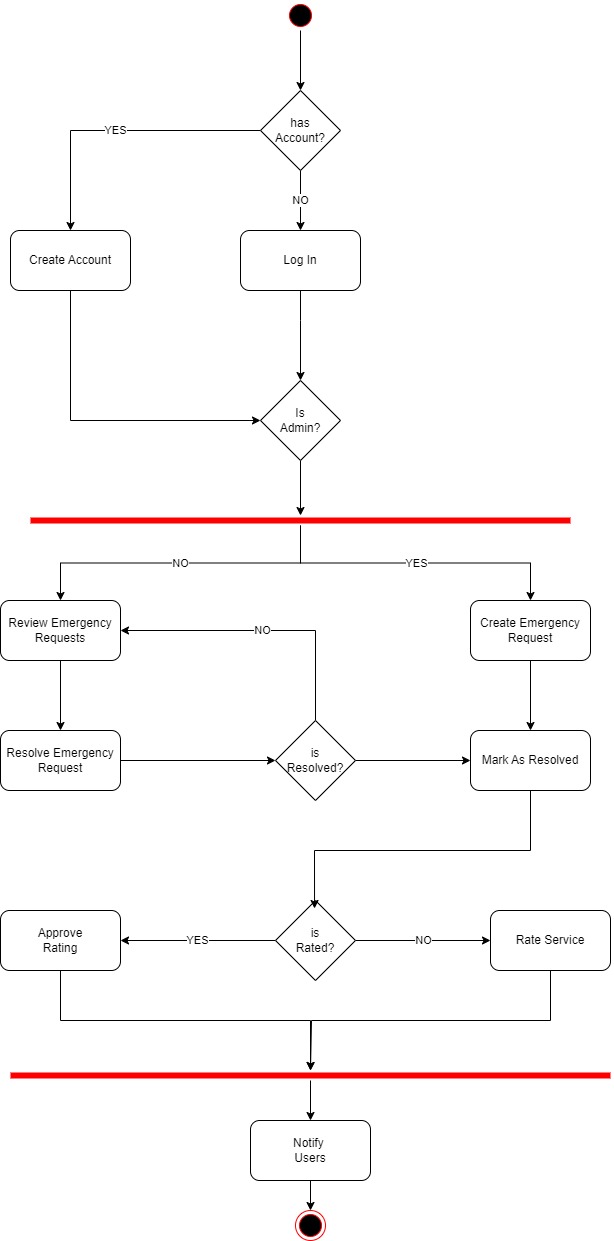 has
Account?
YES
NO
Create Account
Log In
Is
Admin?
NO
YES
Review Emergency
Requests
NO
Create Emergency
Request
Resolve Emergency
Request
is
Resolved?
Mark As Resolved
Approve
Rating
YES
is
Rated?
NO
Rate Service
Notify
Users